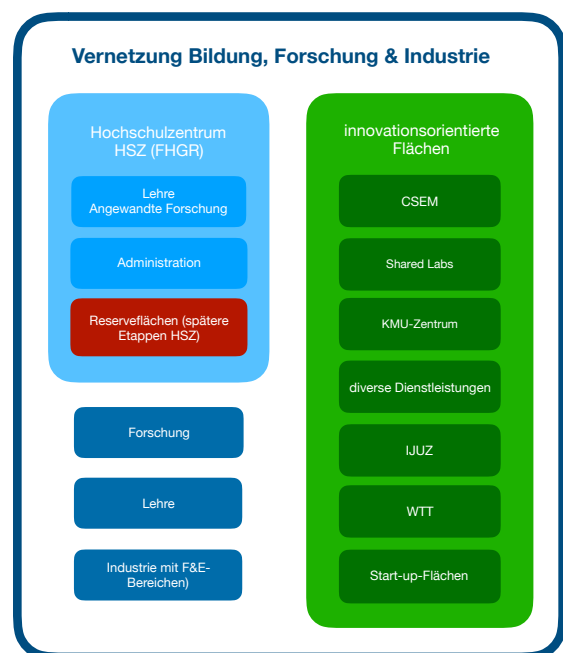 Vernetzung Bildung, Forschung & Industrie
Hochschulzentrum
HSZ (FHGR)
Lehre
Angewandte Forschung
Administration
Reserveflächen (spätere
Etappen HSZ)
Forschung
Lehre
Industrie mit F&E-
Bereichen)
innovationsorientierte
Flächen
CSEM
Shared Labs
KMU-Zentrum
diverse Dienstleistungen
IJUZ
WTT
Start-up-Flächen